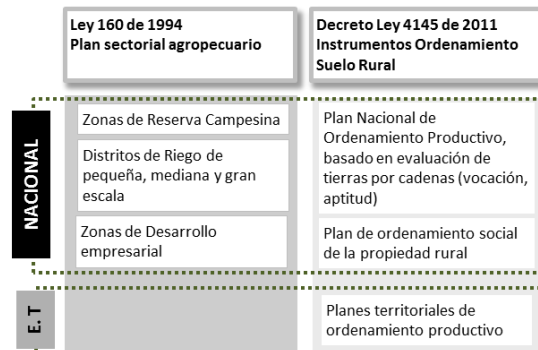 Ley 160 de 1994
Plan sectorial agropecuario
Decreto Ley 4145 de 2011
Instrumentos Ordenamiento
Suelo Rural
NACIONAL
Zonas de Reserva Campesina
Distritos de Riego de
pequeña, mediana y gran
escala
Zonas de Desarrollo
empresarial
Plan Nacional de
Ordenamiento Productivo,
basado en evaluación de
tierras por cadenas (vocación,
aptitud)
Plan de ordenamiento social
de la propiedad rural
E. T
Planes territoriales de
ordenamiento productivo